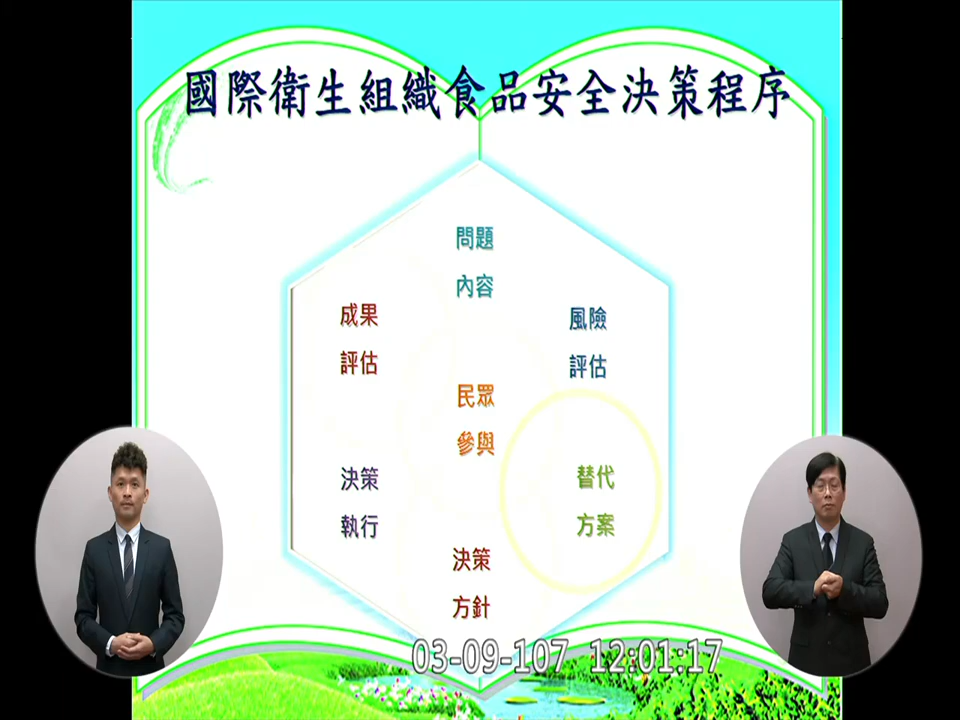 國際衛生組織食品安全決策程序
問題
內容
成果
評估
風險
評估
民眾
參與
決策
執行
替代
方案
決策
方針
03-09-107 12:01:17